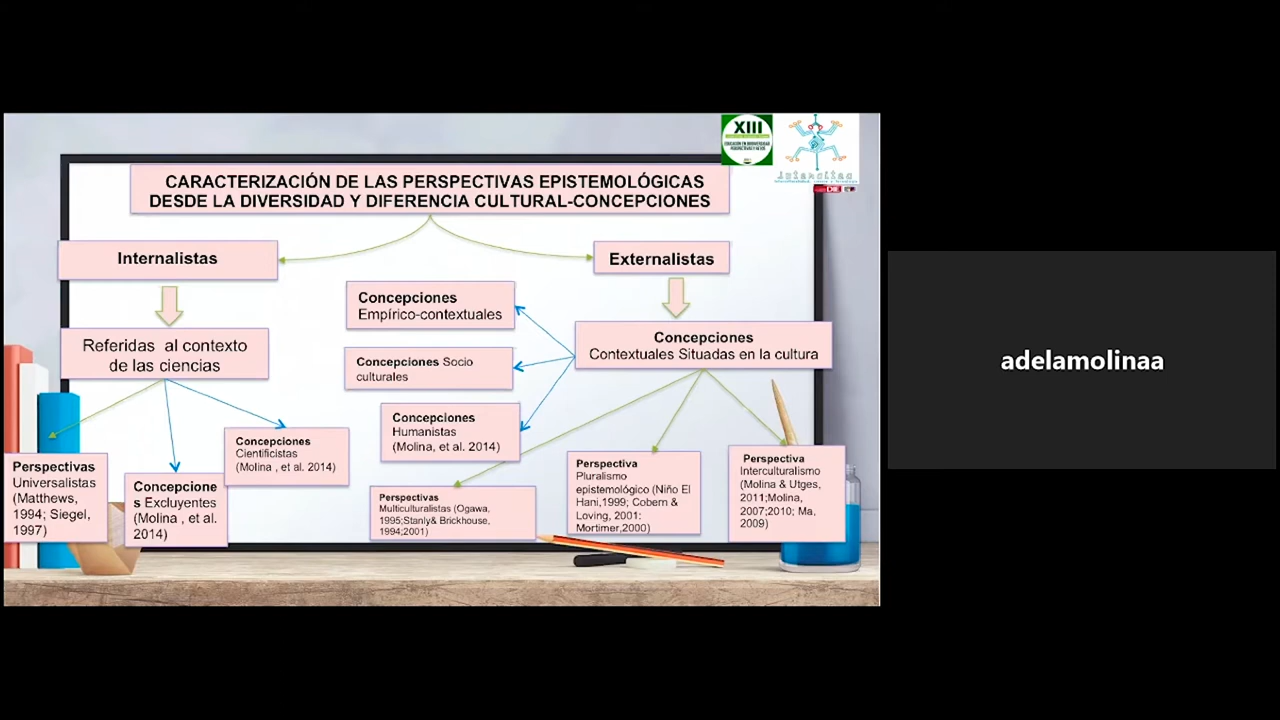 XIII
EDUCACIÓN EN BIODIVERSIDAD
CARACTERIZACIÓN DE LAS PERSPECTIVAS EPISTEMOLÓGICAS
DESDE LA DIVERSIDAD Y DIFERENCIA CULTURAL-CONCEPCIONES
Internalistas
Externalistas
Referidas al contexto
de las ciencias
Concepciones
Empírico-contextuales
Concepciones
Contextuales Situadas en la cultura
Concepciones Socio
culturales
Concepciones
Humanistas
(Molina, et al. 2014)
Perspectivas
Universalistas
(Matthews,
1994; Siegel,
1997)
Concepcione
s Excluyentes
(Molina , et al.
2014)
Concepciones
Cientificistas
(Molina , et al. 2014)
Perspectivas
Multiculturalistas (Ogawa,
1995;Stanly& Brickhouse,
1994;2001)
Perspectiva
Pluralismo
epistemológico (Niño El
Hani,1999; Cobern &
Loving, 2001:
Mortimer,2000)
Perspectiva
Interculturalismo
(Molina & Utges,
2011;Molina,
2007;2010; Ma,
2009)
adelamolinaa